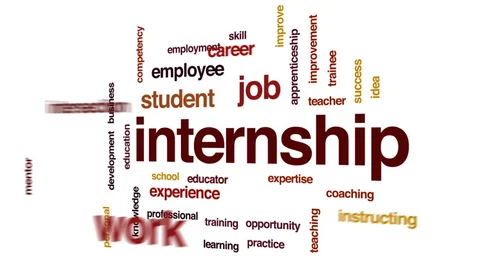 skill
improve
competency
employment
career
improvement
apprenticeship
employee
job
trainee
success
idea
student
teacher
business
internship
development
education
mentor
school
educator
expertise
experience
coaching
personal
knowledge
professional
work
training
opportunity
teaching
instructing
learning
practice